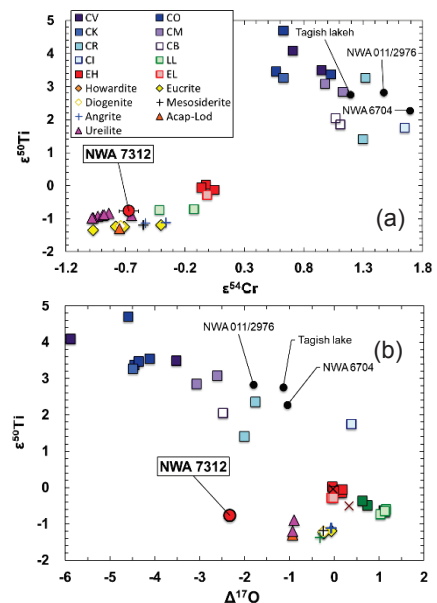 5
CV CO
CK CM
CR CB
CI LL
EH EL
Howardite Eucrite
Diogenite Mesosiderite
Angrite Acap-Lod
Ureilite
Tagish lakeh
NWA 011/2976
NWA 6704
NWA 7312
(a)
4
3
2
1
0
-1
-2
ε50Ti
-1.2 -0.7 -0.2 0.3 0.8 1.3 1.8
ε54Cr
5
(b)
NWA 011/2976
Tagish lake
NWA 6704
NWA 7312
4
3
2
1
0
-1
-2
ε50Ti
-6 -5 -4 -3 -2 -1 0 1 2
Δ17O